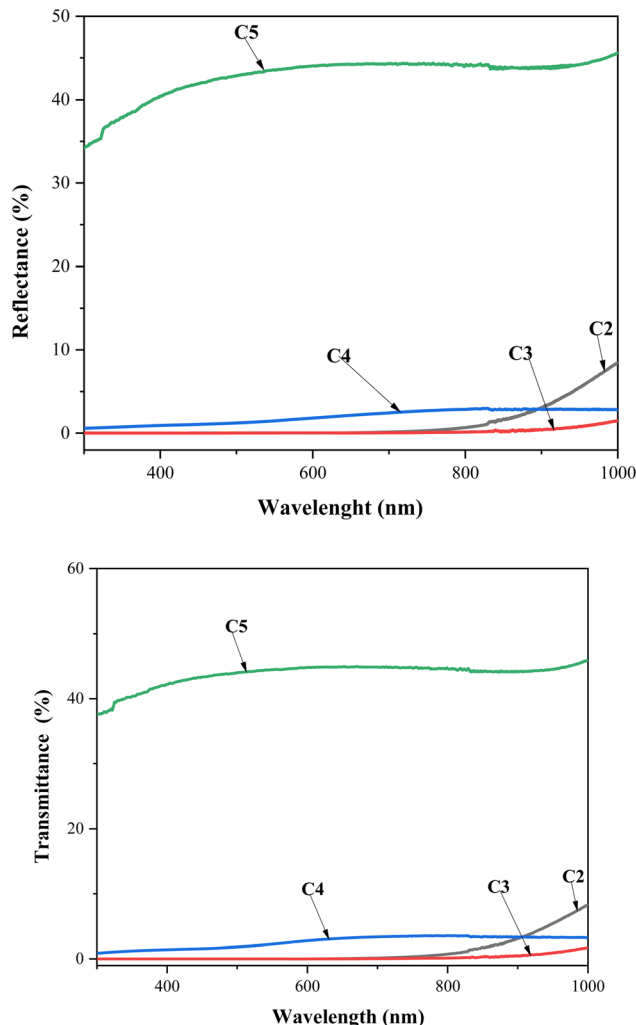 50
C5
40
30
Reflectance (%)
20
10
C2
C3
C4
0
400 600 800 1000
Wavelenght (nm)
60
C5
40
Transmittance (%)
20
C2
C3
C4
0
400 600 800 1000
Wavelength (nm)